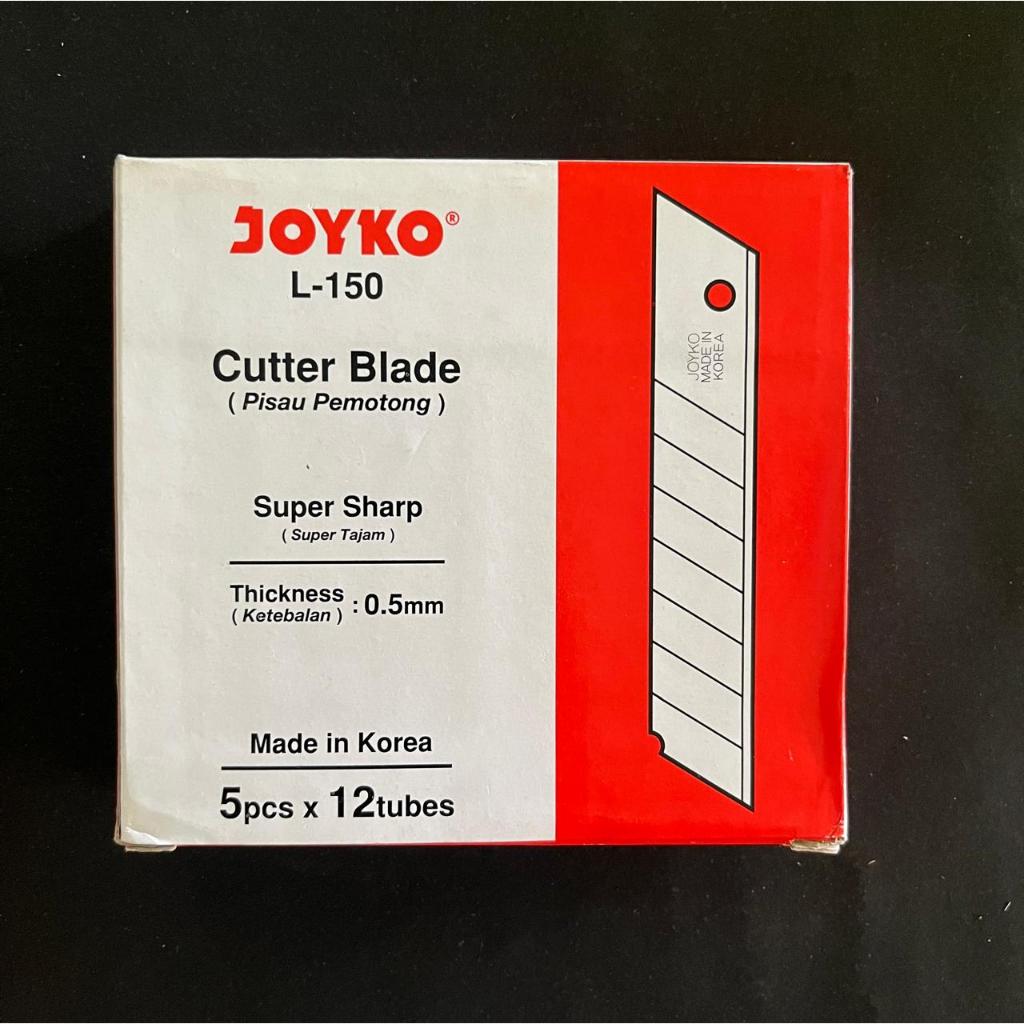 JOYKO®
L-150
Cutter Blade
( Pisau Pemotong )
Super Sharp
( Super Tajam )
Thickness
( Ketebalan )
: 0.5mm
Made in Korea
5pcs x 12tubes
JOYKO
MADE IN
KOREA